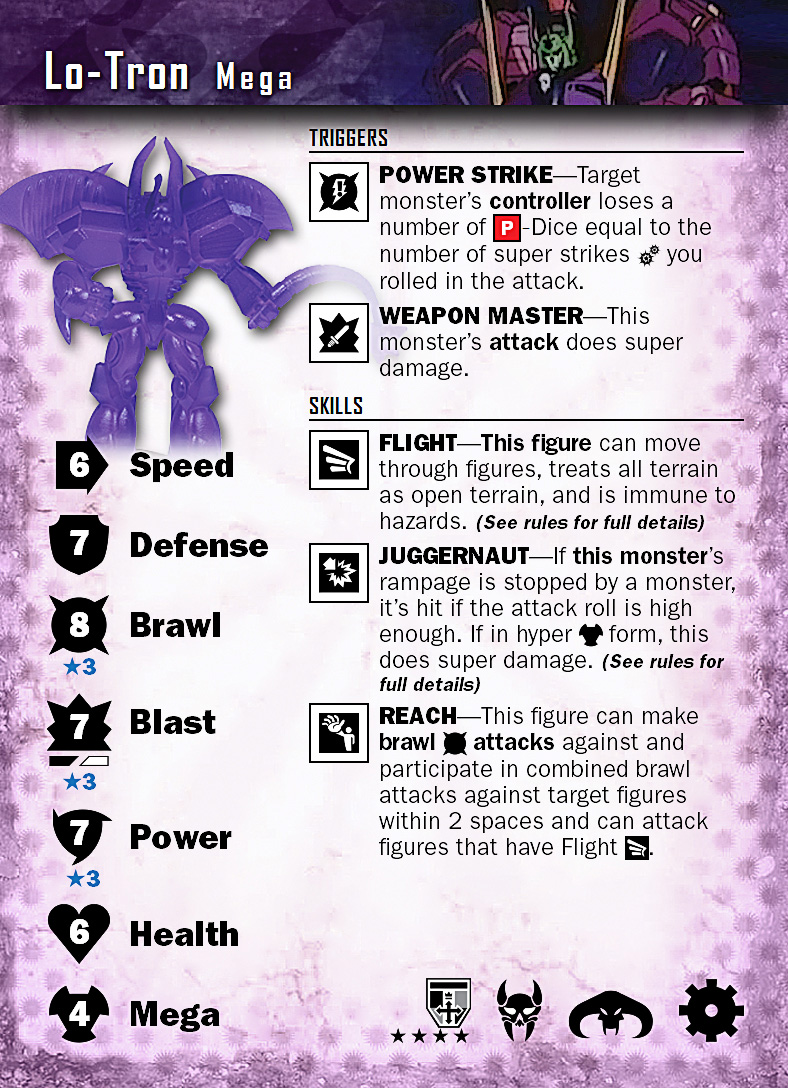 Lo-Tron Mega
TRIGGERS
POWER STRIKE—Target
monster's controller loses a
number of P-Dice equal to the
number of super strikes you
rolled in the attack.
WEAPON MASTER—This
monster's attack does super
damage.
SKILLS
FLIGHT—This figure can move
through figures, treats all terrain
as open terrain, and is immune to
hazards. (See rules for full details)
JUGGERNAUT—If this monster's
rampage is stopped by a monster,
it's hit if the attack roll is high
enough. If in hyper form, this
does super damage. (See rules for
full details)
REACH—This figure can make
brawl attacks against and
participate in combined brawl
attacks against target figures
within 2 spaces and can attack
figures that have Flight .
6 Speed
7 Defense
8 Brawl
★3
7 Blast
★3
7 Power
★3
6 Health
4 Mega
★★★★